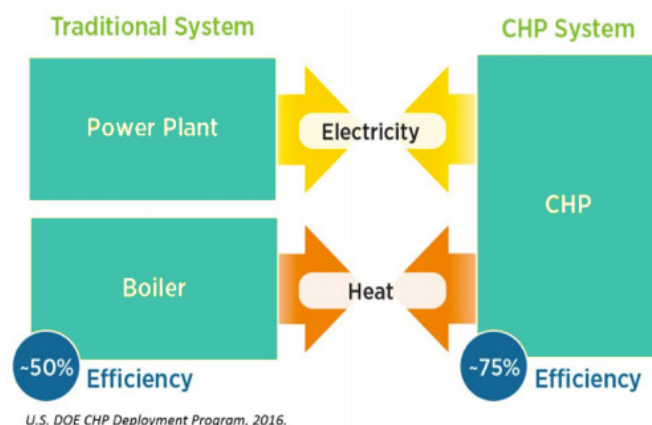 Traditional System
CHP System
Power Plant
Electricity
CHP
Boiler
Heat
~50%
Efficiency
~75%
Efficiency
U.S. DOE CHP Deployment Program, 2016.